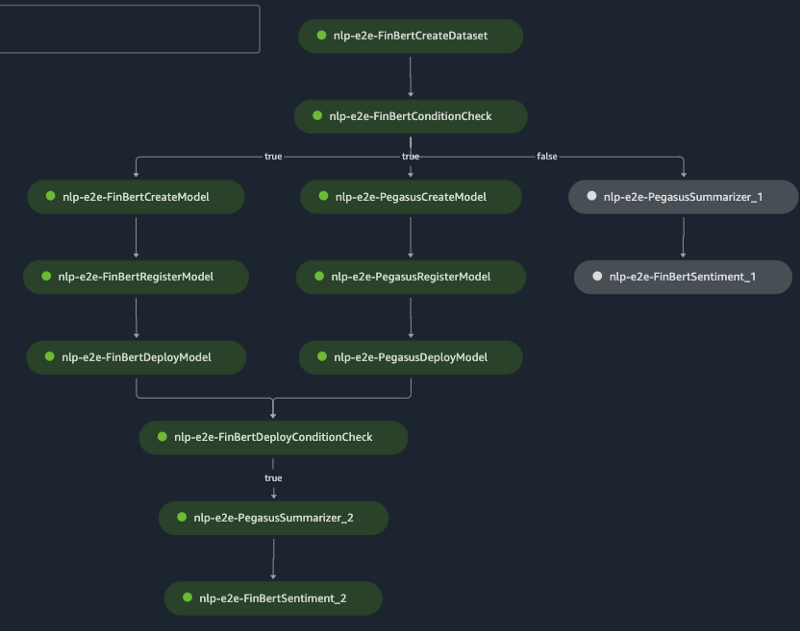 nlp-e2e-FinBertCreateDataset
nlp-e2e-FinBertConditionCheck
true
true
false
nlp-e2e-FinBertCreateModel
nlp-e2e-PegasusCreateModel
nlp-e2e-PegasusSummarizer_1
nlp-e2e-FinBertRegisterModel
nlp-e2e-PegasusRegisterModel
nlp-e2e-FinBertSentiment_1
nlp-e2e-FinBertDeployModel
nlp-e2e-PegasusDeployModel
nlp-e2e-FinBertDeployConditionCheck
true
nlp-e2e-PegasusSummarizer_2
nlp-e2e-FinBertSentiment_2